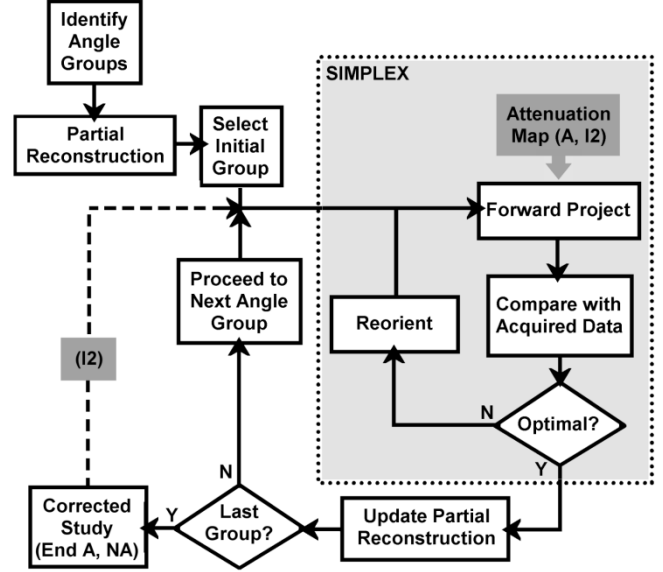 Identify
Angle
Groups
Partial
Reconstruction
Select
Initial
Group
SIMPLEX
Attenuation
Map (A, I2)
Forward Project
Proceed to
Next Angle
Group
Reorient
Compare with
Acquired Data
(I2)
N
Optimal?
Y
N
Corrected
Study
(End A, NA)
Y
Last
Group?
Update Partial
Reconstruction